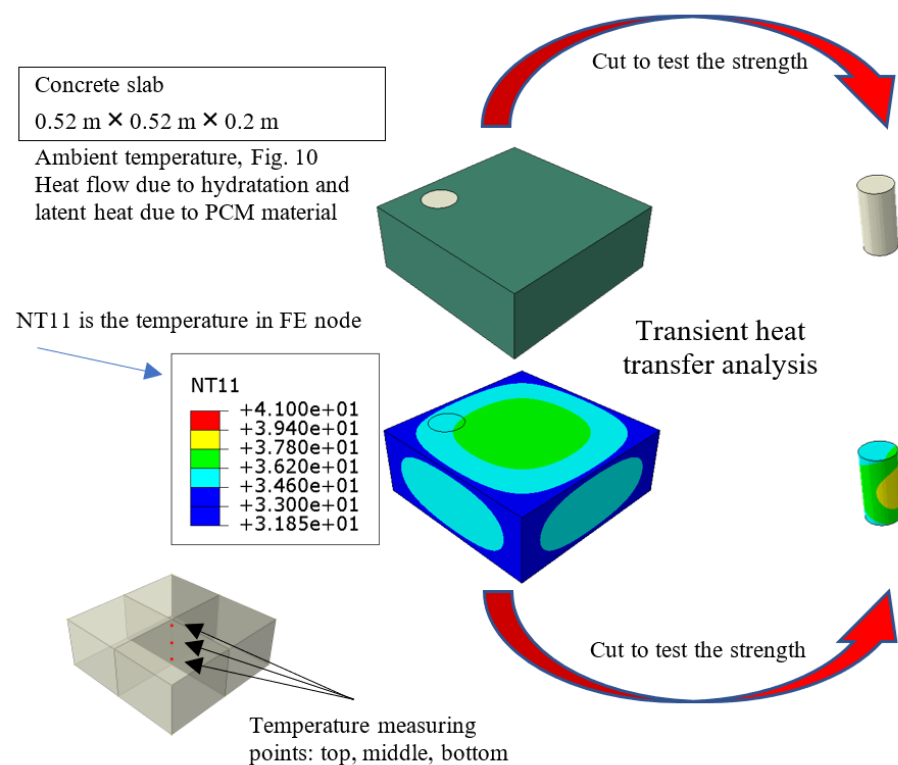 Cut to test the strength
Concrete slab
0.52 m × 0.52 m × 0.2 m
Ambient temperature, Fig. 10
Heat flow due to hydratation and
latent heat due to PCM material
NT11 is the temperature in FE node
Transient heat
transfer analysis
NT11
+4.100e+01
+3.940e+01
+3.780e+01
+3.620e+01
+3.460e+01
+3.300e+01
+3.185e+01
Cut to test the strength
Temperature measuring
points: top, middle, bottom